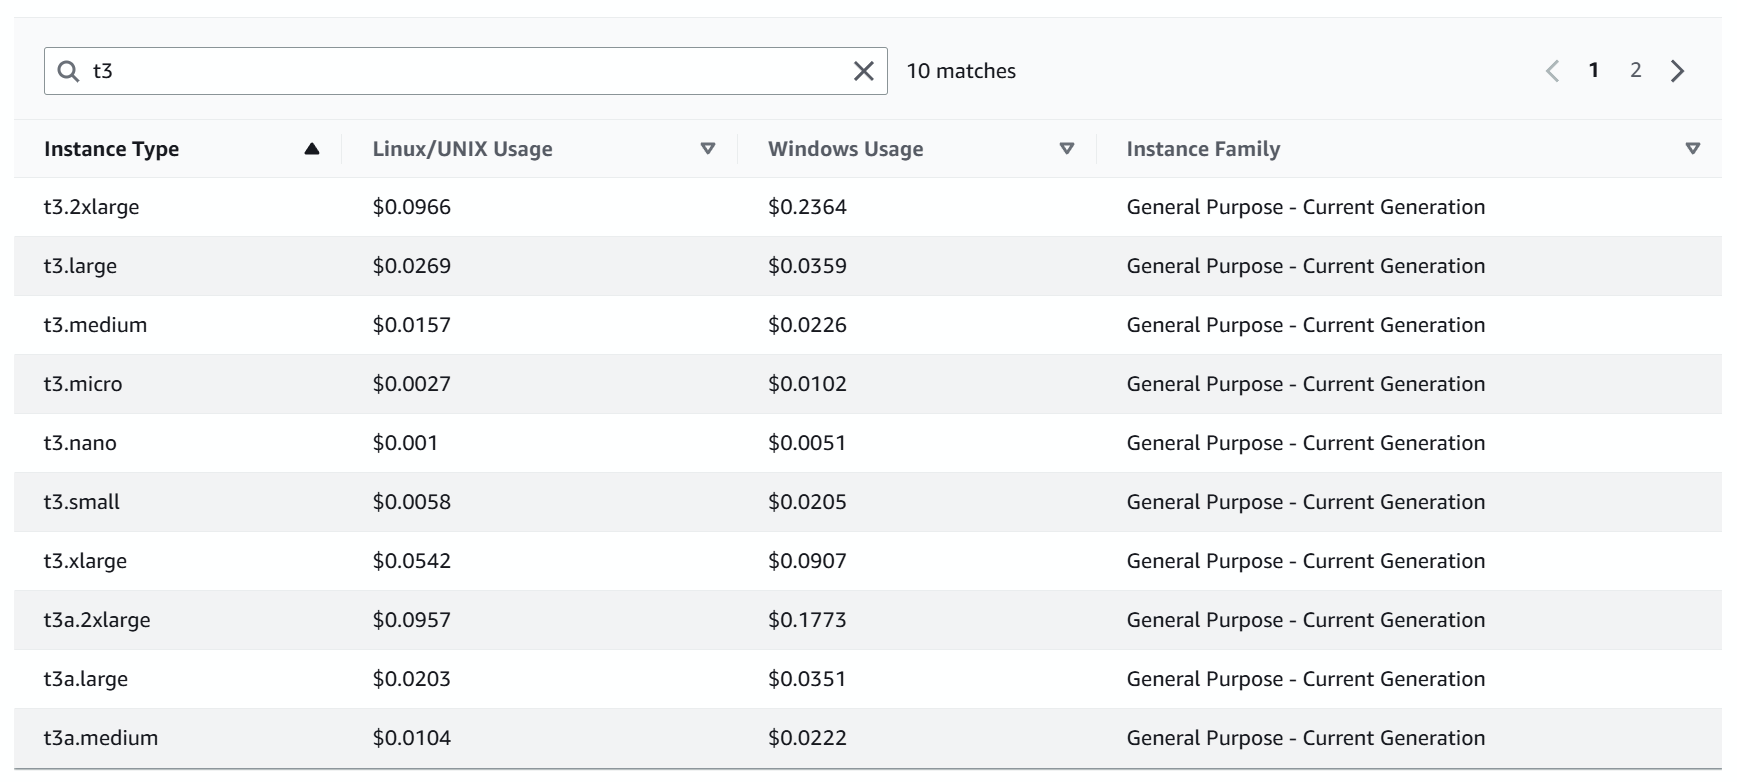 t3 10 matches 1 2
Instance Type Linux/UNIX Usage Windows Usage Instance Family
t3.2xlarge $0.0966 $0.2364 General Purpose - Current Generation
t3.large $0.0269 $0.0359 General Purpose - Current Generation
t3.medium $0.0157 $0.0226 General Purpose - Current Generation
t3.micro $0.0027 $0.0102 General Purpose - Current Generation
t3.nano $0.001 $0.0051 General Purpose - Current Generation
t3.small $0.0058 $0.0205 General Purpose - Current Generation
t3.xlarge $0.0542 $0.0907 General Purpose - Current Generation
t3a.2xlarge $0.0957 $0.1773 General Purpose - Current Generation
t3a.large $0.0203 $0.0351 General Purpose - Current Generation
t3a.medium $0.0104 $0.0222 General Purpose - Current Generation